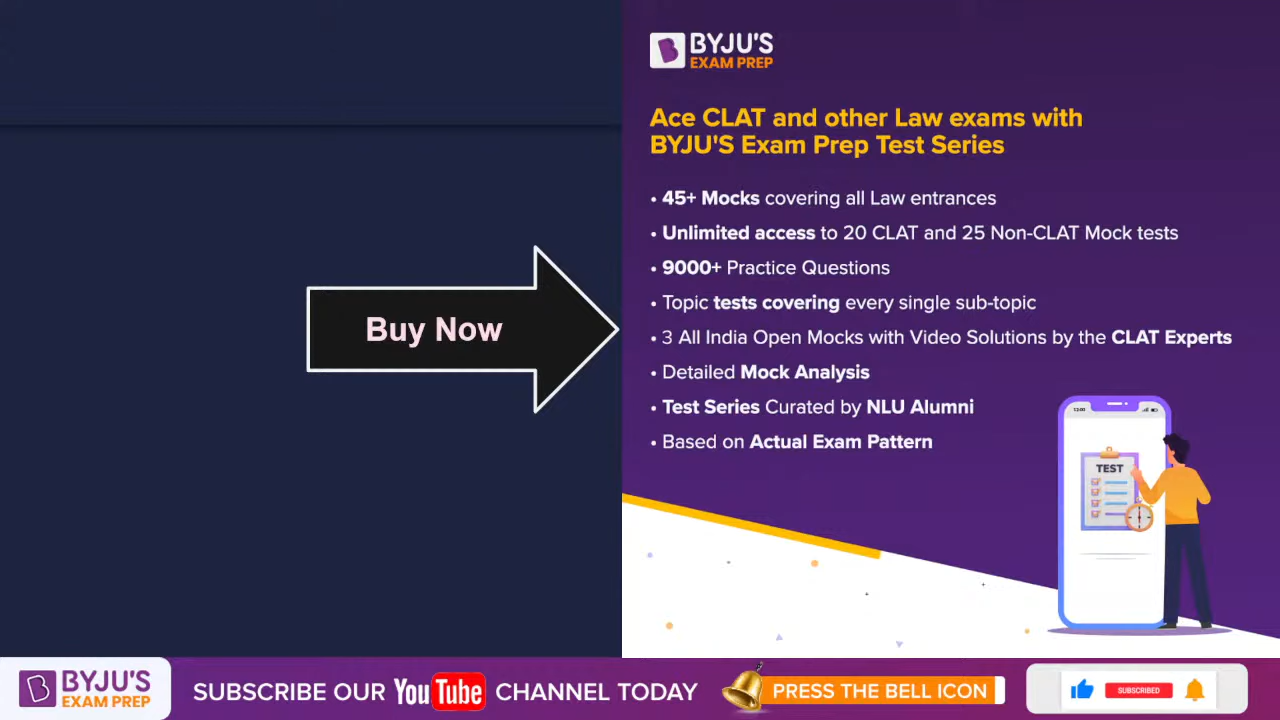 BYJU'S
EXAM PREP
Ace CLAT and other Law exams with
BYJU'S Exam Prep Test Series
• 45+ Mocks covering all Law entrances
• Unlimited access to 20 CLAT and 25 Non-CLAT Mock tests
• 9000+ Practice Questions
• Topic tests covering every single sub-topic
• 3 All India Open Mocks with Video Solutions by the CLAT Experts
• Detailed Mock Analysis
• Test Series Curated by NLU Alumni
• Based on Actual Exam Pattern
Buy Now
12:00
TEST
BYJU'S
EXAM PREP
SUBSCRIBE OUR YouTube CHANNEL TODAY
PRESS THE BELL ICON
SUBSCRIBED